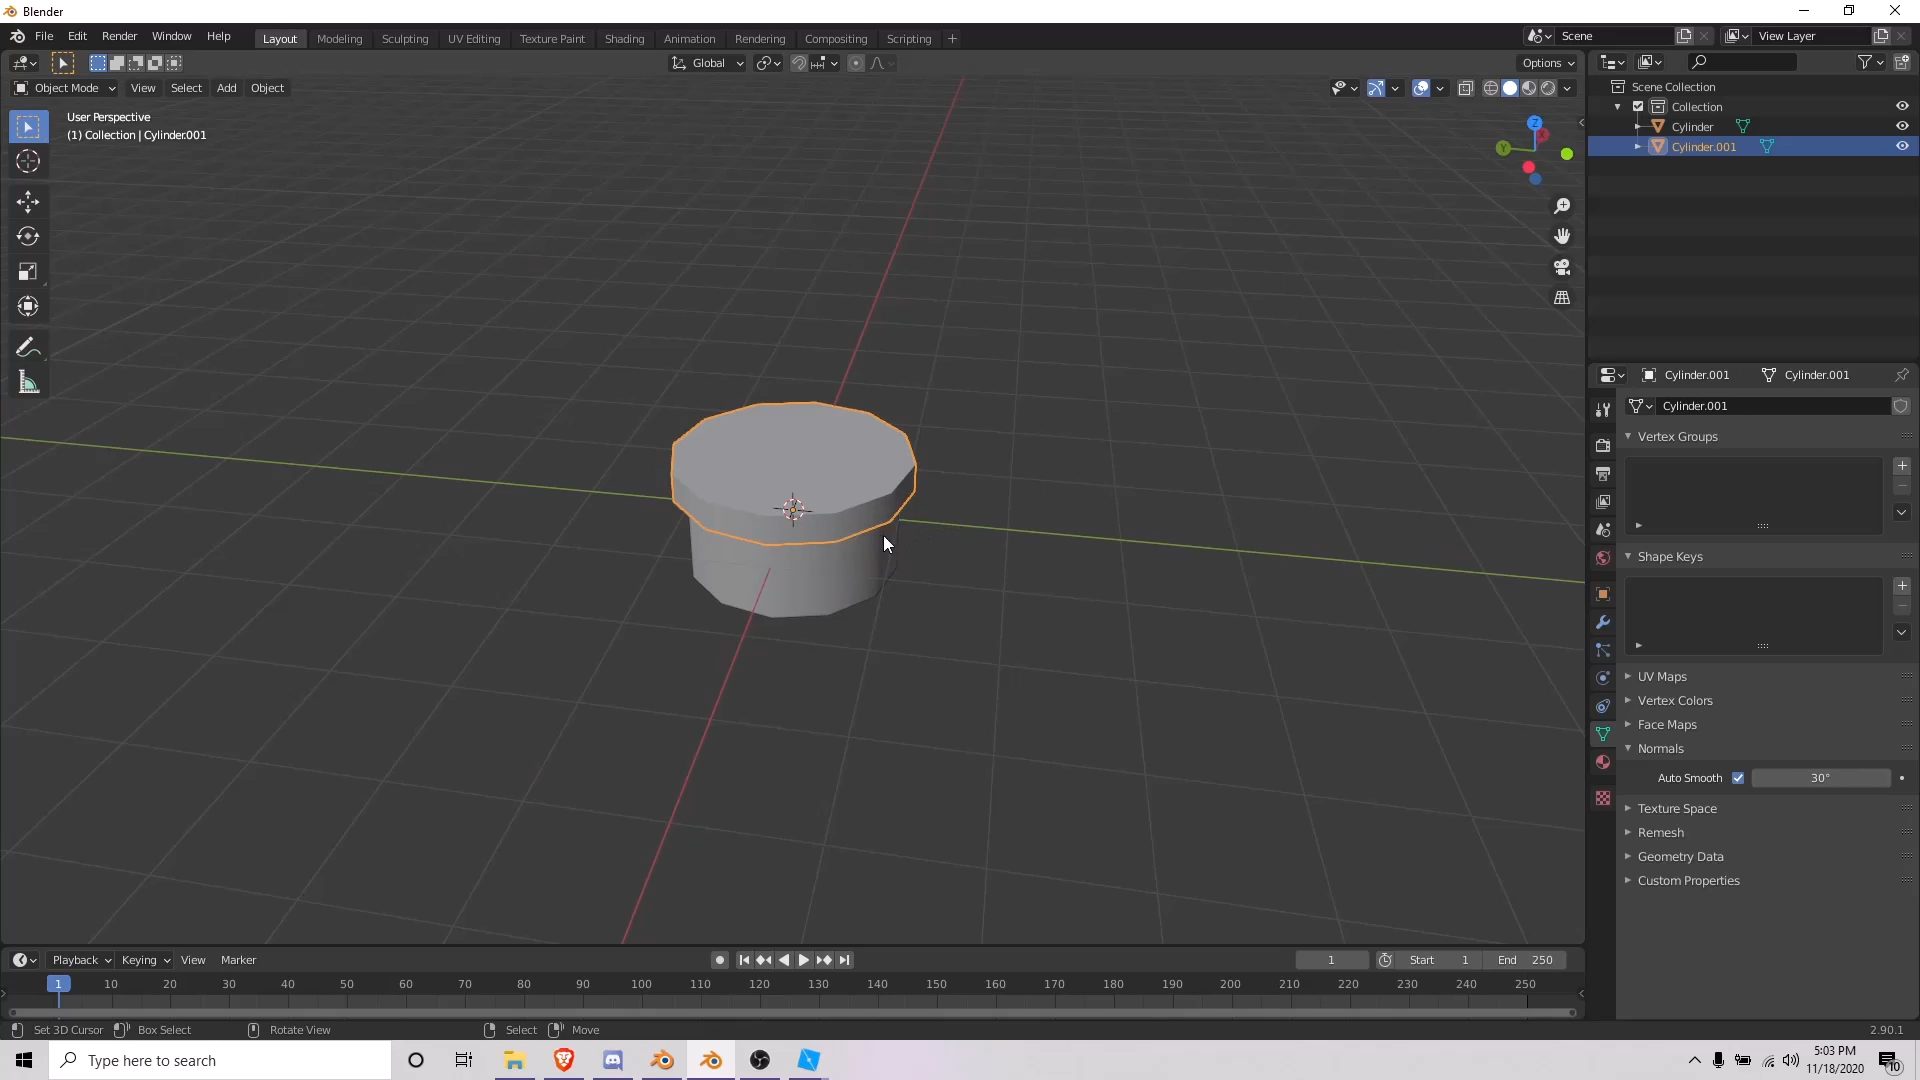 Blender
File Edit Render Window Help
Layout Modeling Sculpting UV Editing Texture Paint Shading Animation Rendering Compositing Scripting +
Scene
View Layer
Global
Options
Object Mode View Select Add Object
User Perspective
(1) Collection | Cylinder.001
Z
Y
X
Scene Collection
Collection
Cylinder
Cylinder.001
Cylinder.001 Cylinder.001
Cylinder.001
Vertex Groups
Shape Keys
UV Maps
Vertex Colors
Face Maps
Normals
Auto Smooth 30°
Texture Space
Remesh
Geometry Data
Custom Properties
Playback Keying View Marker
1 Start 1 End 250
1 10 20 30 40 50 60 70 80 90 100 110 120 130 140 150 160 170 180 190 200 210 220 230 240 250
Set 3D Cursor Box Select Rotate View Select Move 2.90.1
Type here to search
5:03 PM
11/18/2020
10